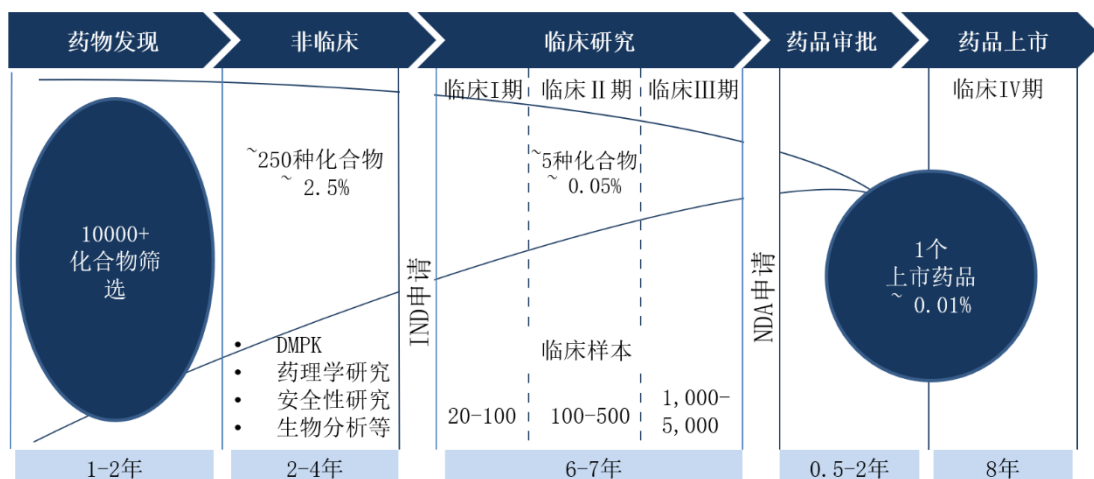 药物发现
非临床
临床研究
药品审批
药品上市
临床I期
临床Ⅱ期
临床Ⅲ期
临床IV期
10000+
化合物筛
选
~250种化合物
~ 2.5%
• DMPK
• 药理学研究
• 安全性研究
• 生物分析等
IND申请
~5种化合物
~ 0.05%
临床样本
20-100
100-500
1,000-
5,000
NDA申请
1个
上市药品
~ 0.01%
1-2年
2-4年
6-7年
0.5-2年
8年